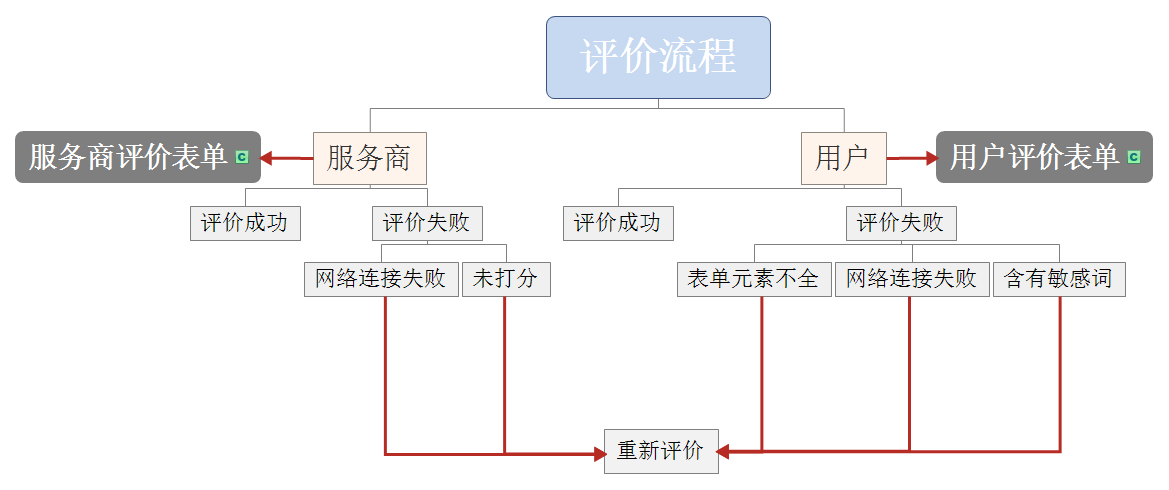 评价流程
服务商评价表单 C
服务商
用户
用户评价表单 C
评价成功
评价失败
评价成功
评价失败
网络连接失败
未打分
表单元素不全
网络连接失败
含有敏感词
重新评价